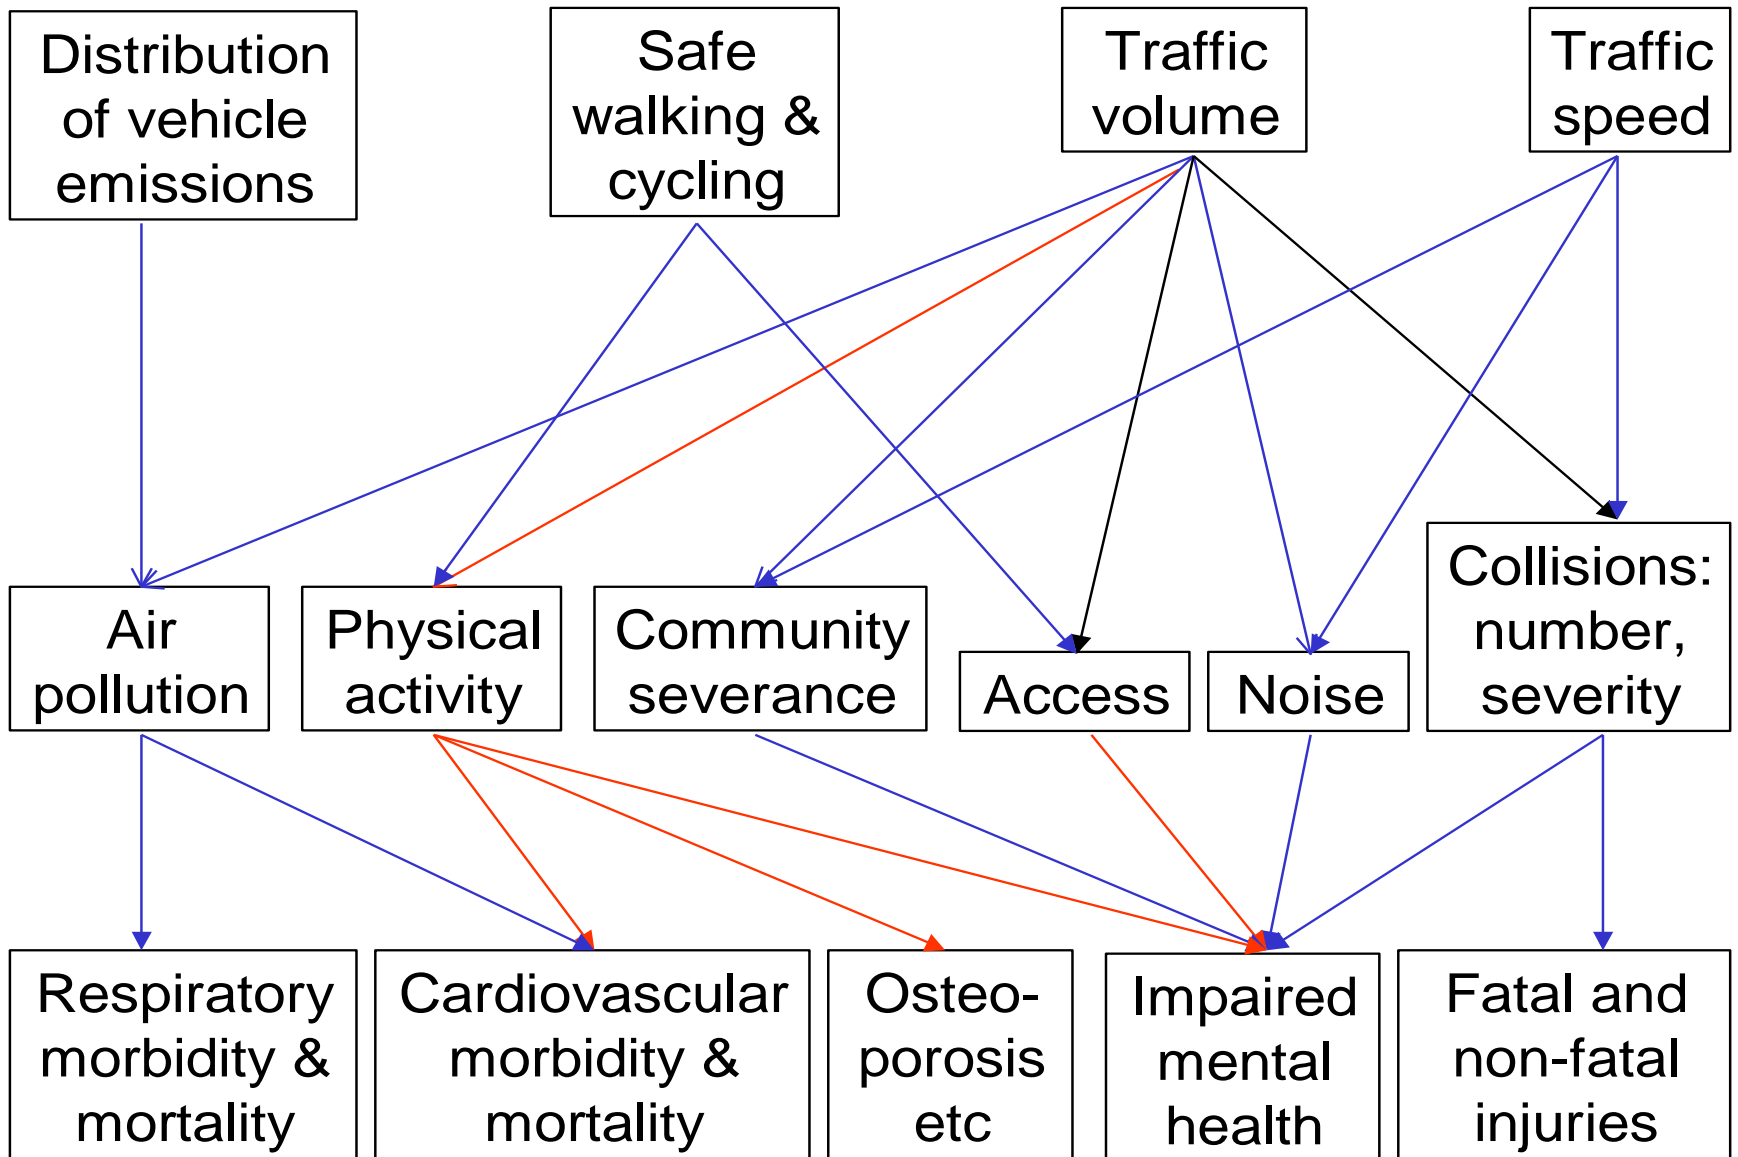 Distribution
of vehicle
emissions
Safe
walking &
cycling
Traffic
volume
Traffic
speed
Air
pollution
Physical
activity
Community
severance
Access
Noise
Collisions:
number,
severity
Respiratory
morbidity &
mortality
Cardiovascular
morbidity &
mortality
Osteo-
porosis
etc
Impaired
mental
health
Fatal and
non-fatal
injuries